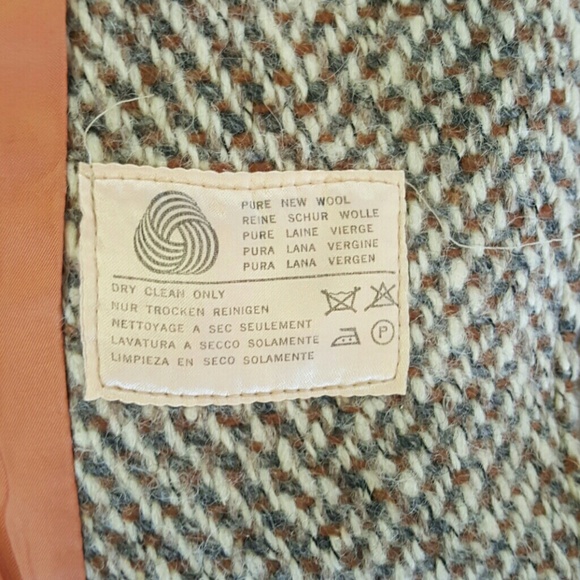 PURE NEW WOOL
REINE SCHUR WOLLE
PURE LAINE VIERGE
PURA LANA VERGINE
PURA LANA VERGEN
DRY CLEAN ONLY
NUR TROCKEN REINIGEN
NETTOYAGE A SEC SEULEMENT
LAVATURA A SECCO SOLAMENTE
LIMPIEZA EN SECO SOLAMENTE
P